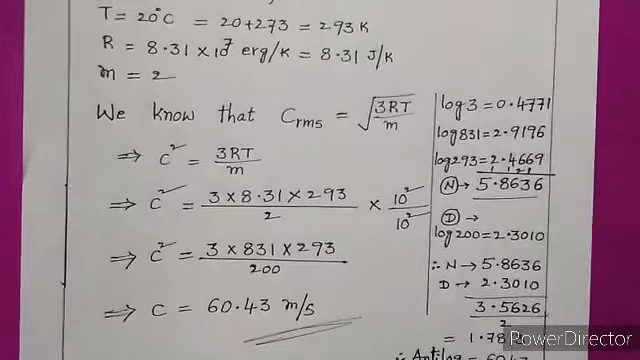 T = 20°C = 20+273 = 293 K
R = 8.31 × 10⁷ erg/K = 8.31 J/K
m = 2
We know that Crms = √(3RT/m)
⇒ C² = 3RT/m
⇒ C² = (3 × 8.31 × 293)/2 × 10²/10²
⇒ C² = (3 × 831 × 293)/200
⇒ C = 60.43 m/s
log 3 = 0.4771
log 831 = 2.9196
log 293 = 2.4669
(N) → 5.8636
(D) →
log 200 = 2.3010
∴ N → 5.8636
D → 2.3010
3.5626
2
= 1.781
∴ Antilog =
PowerDirector